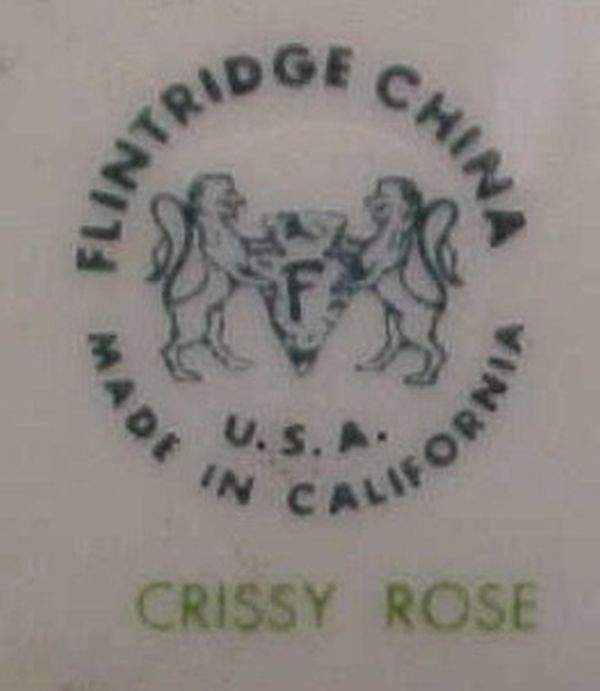 FLINTRIDGE CHINA
F
U.S.A.
MADE IN CALIFORNIA
CRISSY ROSE